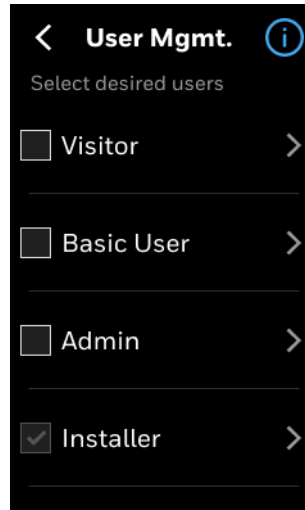 User Mgmt.
Select desired users
Visitor
Basic User
Admin
Installer